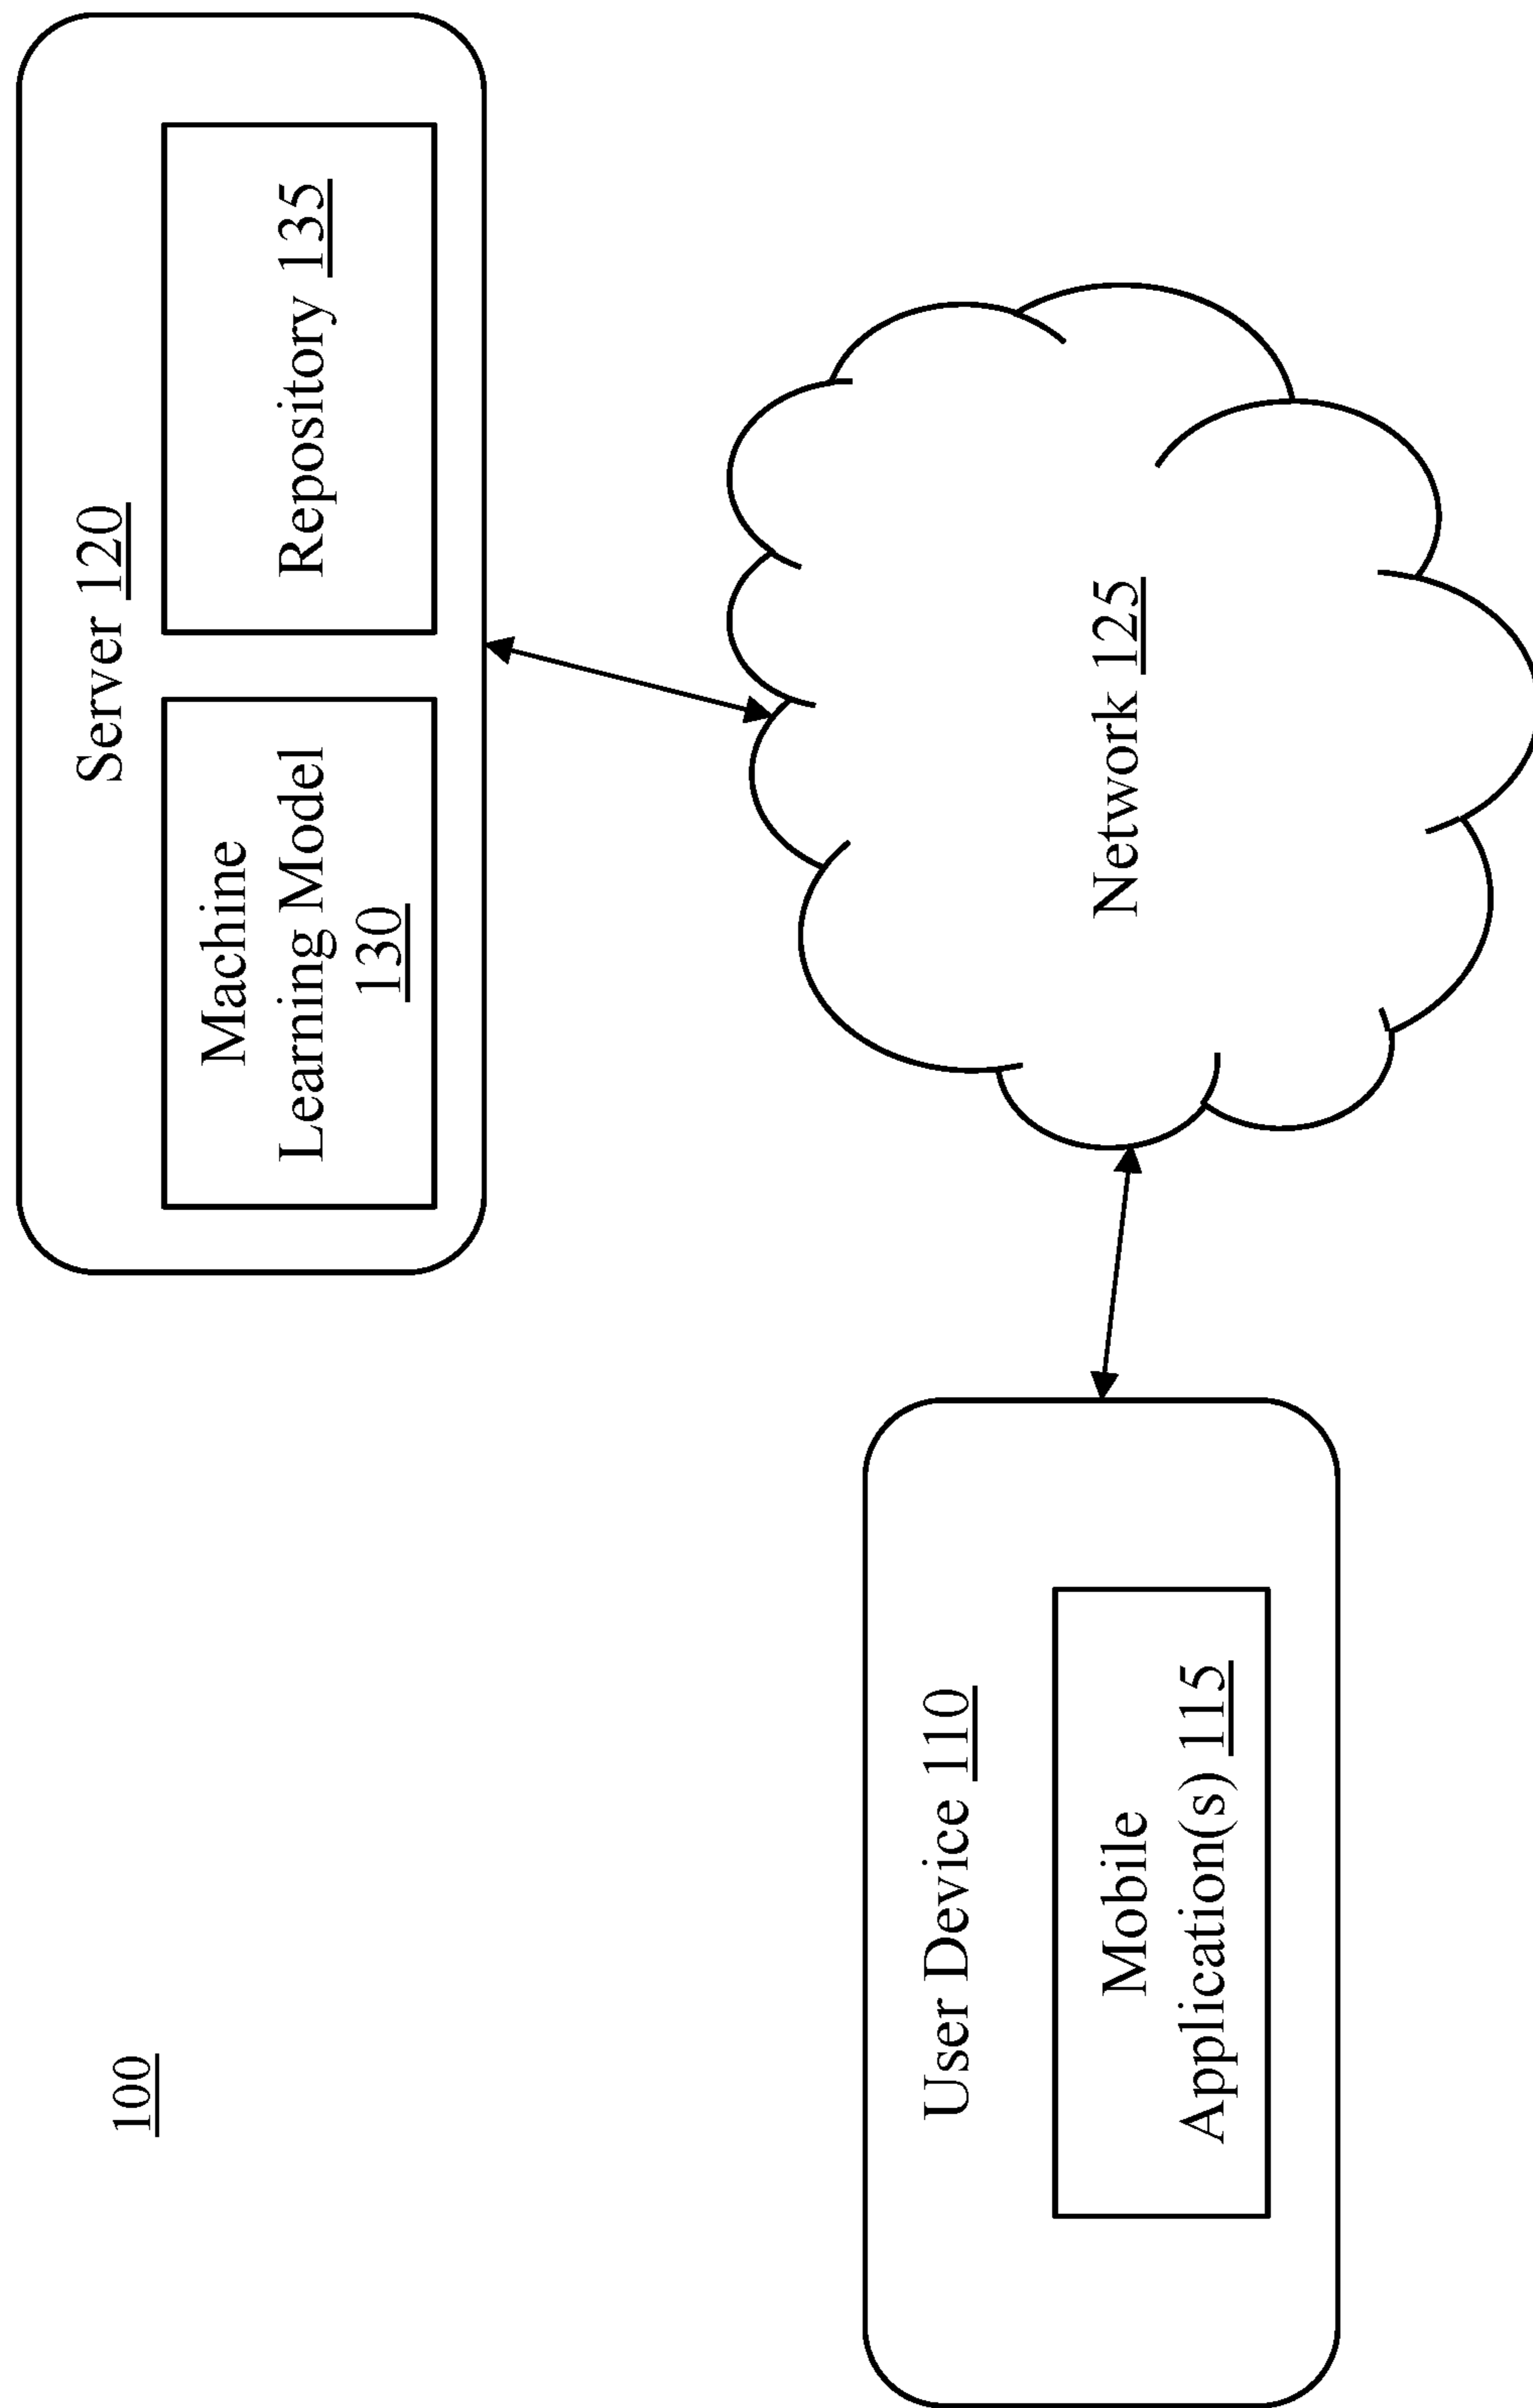 100
Server 120
Machine
Learning Model
130
Repository 135
User Device 110
Mobile
Application(s) 115
Network 125